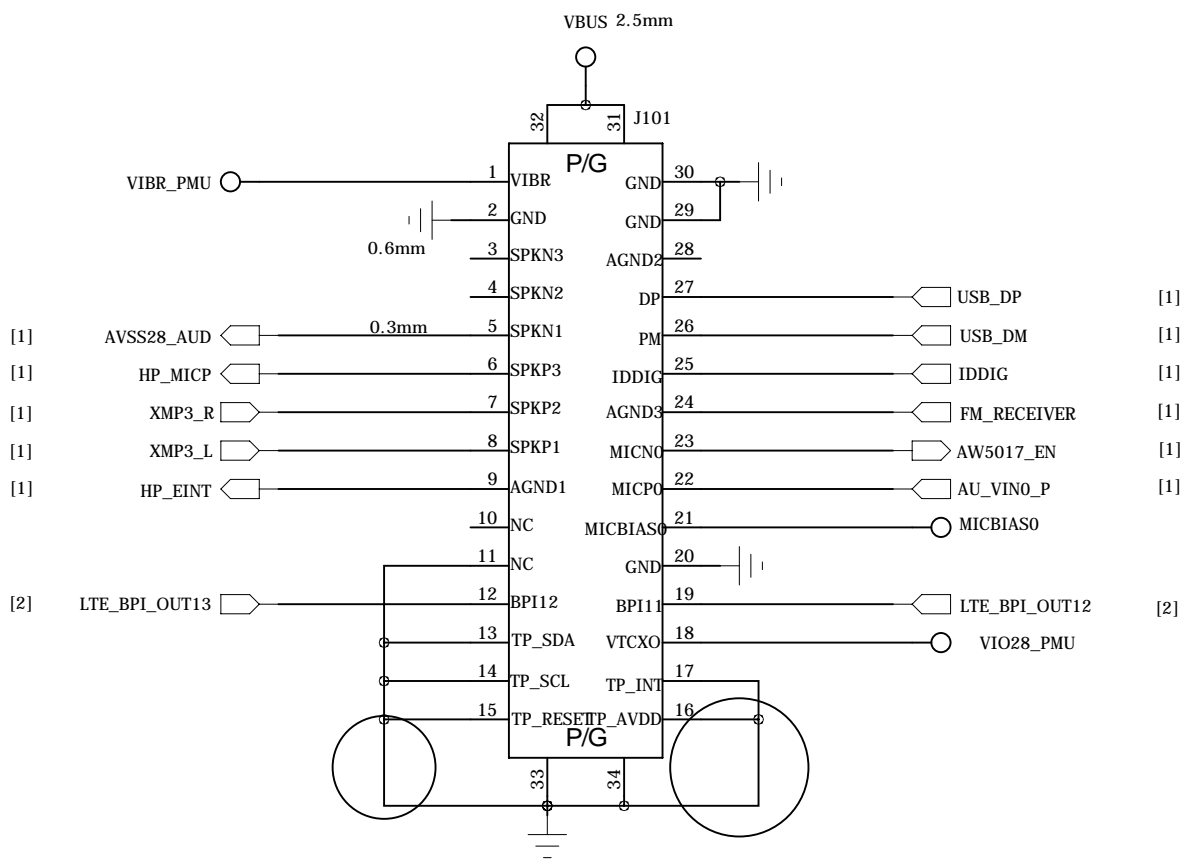 VBUS 2.5mm
32 31 J101
P/G
VIBR_PMU 1 VIBR GND 30
2 GND GND 29
0.6mm 3 SPKN3 AGND2 28
4 SPKN2 DP 27 USB_DP [1]
[1] AVSS28_AUD 0.3mm 5 SPKN1 PM 26 USB_DM [1]
[1] HP_MICP 6 SPKP3 IDDIG 25 IDDIG [1]
[1] XMP3_R 7 SPKP2 AGND3 24 FM_RECEIVER [1]
[1] XMP3_L 8 SPKP1 MICN0 23 AW5017_EN [1]
[1] HP_EINT 9 AGND1 MICP0 22 AU_VIN0_P [1]
10 NC MICBIAS0 21 MICBIAS0
11 NC GND 20
[2] LTE_BPI_OUT13 12 BPI12 BPI11 19 LTE_BPI_OUT12 [2]
13 TP_SDA VTCXO 18 VIO28_PMU
14 TP_SCL TP_INT 17
15 TP_RESET TP_AVDD 16
P/G
33 34